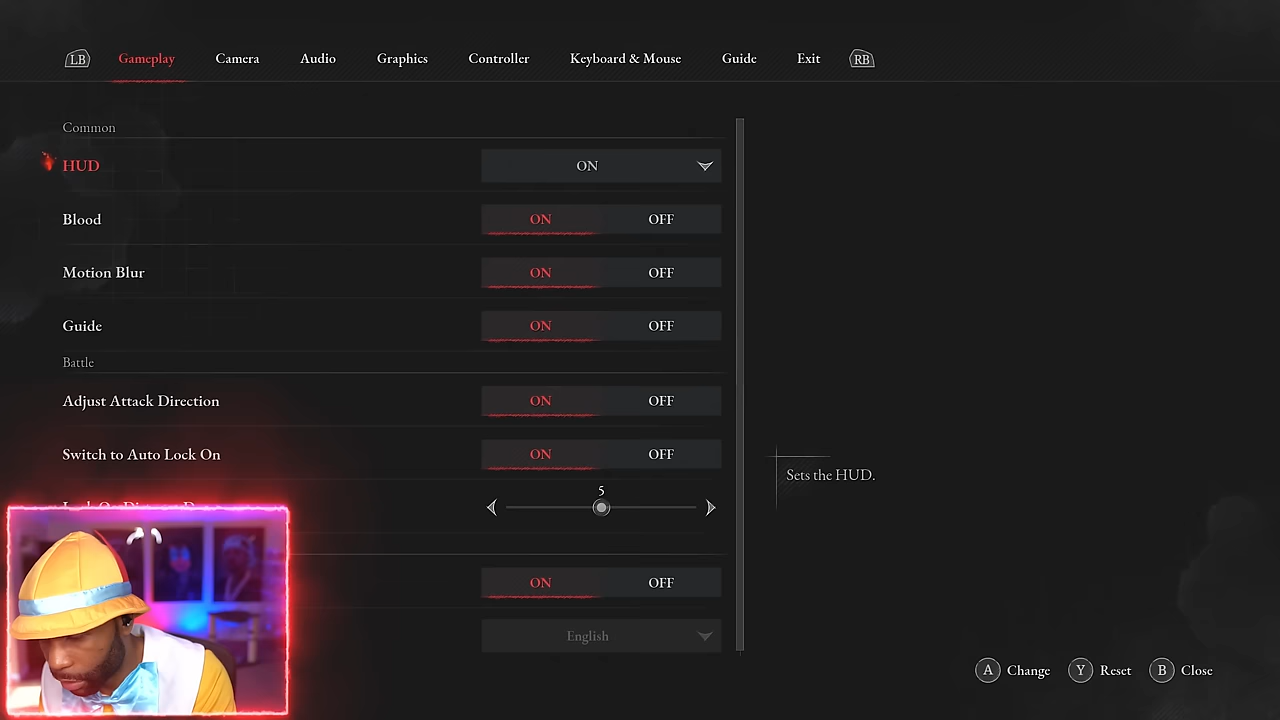 LB Gameplay Camera Audio Graphics Controller Keyboard & Mouse Guide Exit RB
Common
HUD ON
Blood ON OFF
Motion Blur ON OFF
Guide ON OFF
Battle
Adjust Attack Direction ON OFF
Switch to Auto Lock On ON OFF
5
ON OFF
English
Sets the HUD.
A Change Y Reset B Close